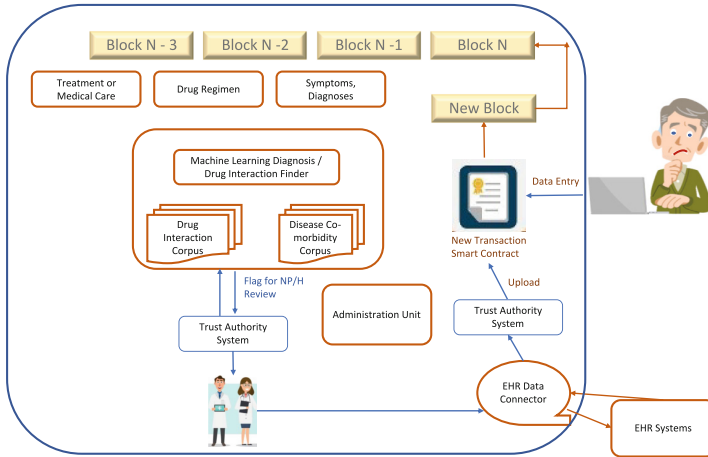 Block N - 3
Block N -2
Block N -1
Block N
Treatment or
Medical Care
Drug Regimen
Symptoms,
Diagnoses
New Block
Machine Learning Diagnosis /
Drug Interaction Finder
Data Entry
Drug
Interaction
Corpus
Disease Co-
morbidity
Corpus
New Transaction
Smart Contract
Flag for NP/H
Review
Upload
Administration Unit
Trust Authority
System
Trust Authority
System
EHR Data
Connector
EHR Systems